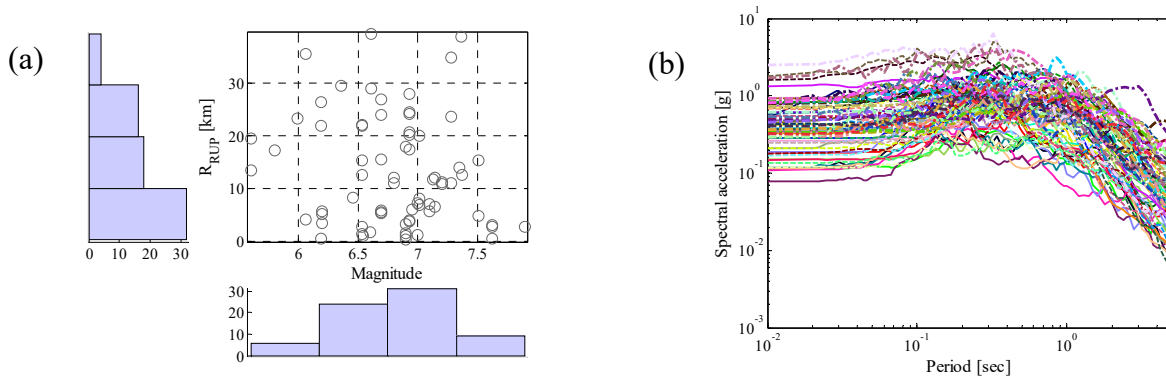 (a)
R_RUP [km]
30
20
10
0
6
6.5
7
7.5
Magnitude
0 10 20 30
30
20
10
0
(b)
Spectral acceleration [g]
10^1
10^0
10^-1
10^-2
10^-3
10^-2
10^-1
10^0
Period [sec]